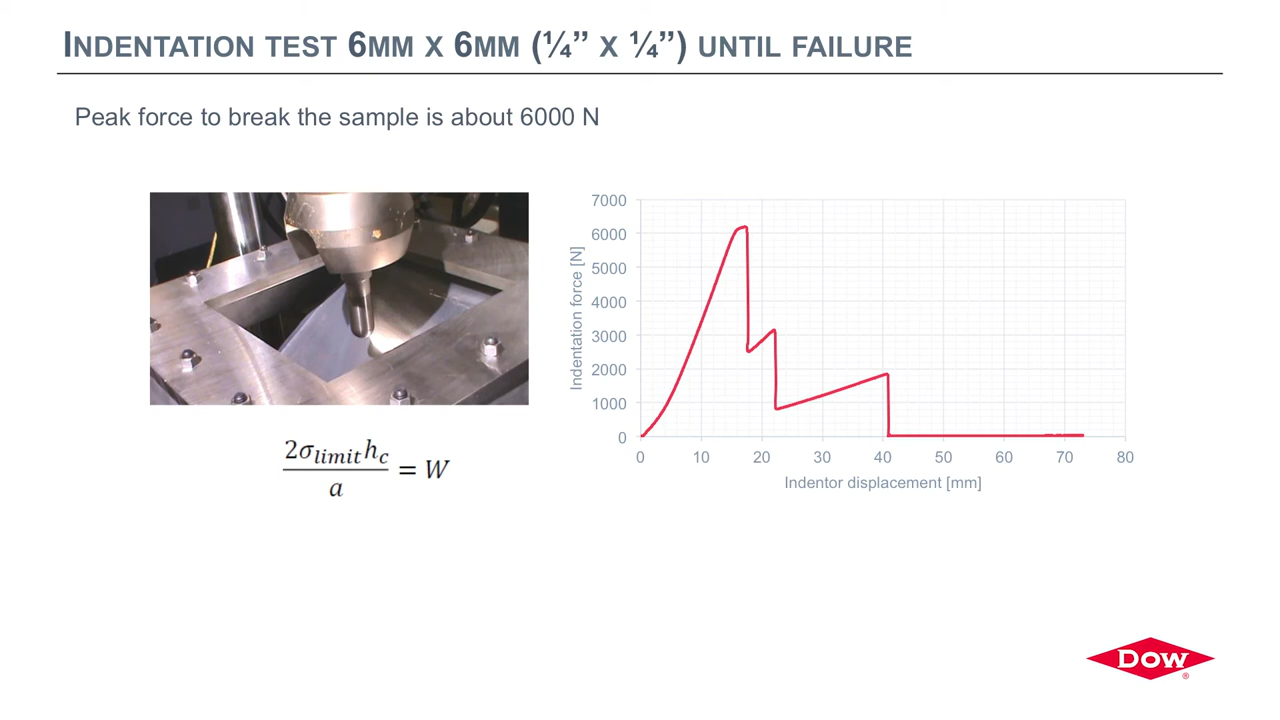 INDENTATION TEST 6MM X 6MM (¼” X ¼”) UNTIL FAILURE
Peak force to break the sample is about 6000 N
7000
6000
5000
4000
3000
2000
1000
0
Indentation force [N]
0 10 20 30 40 50 60 70 80
Indentor displacement [mm]
2σ_limit h_c / a = W
DOW®